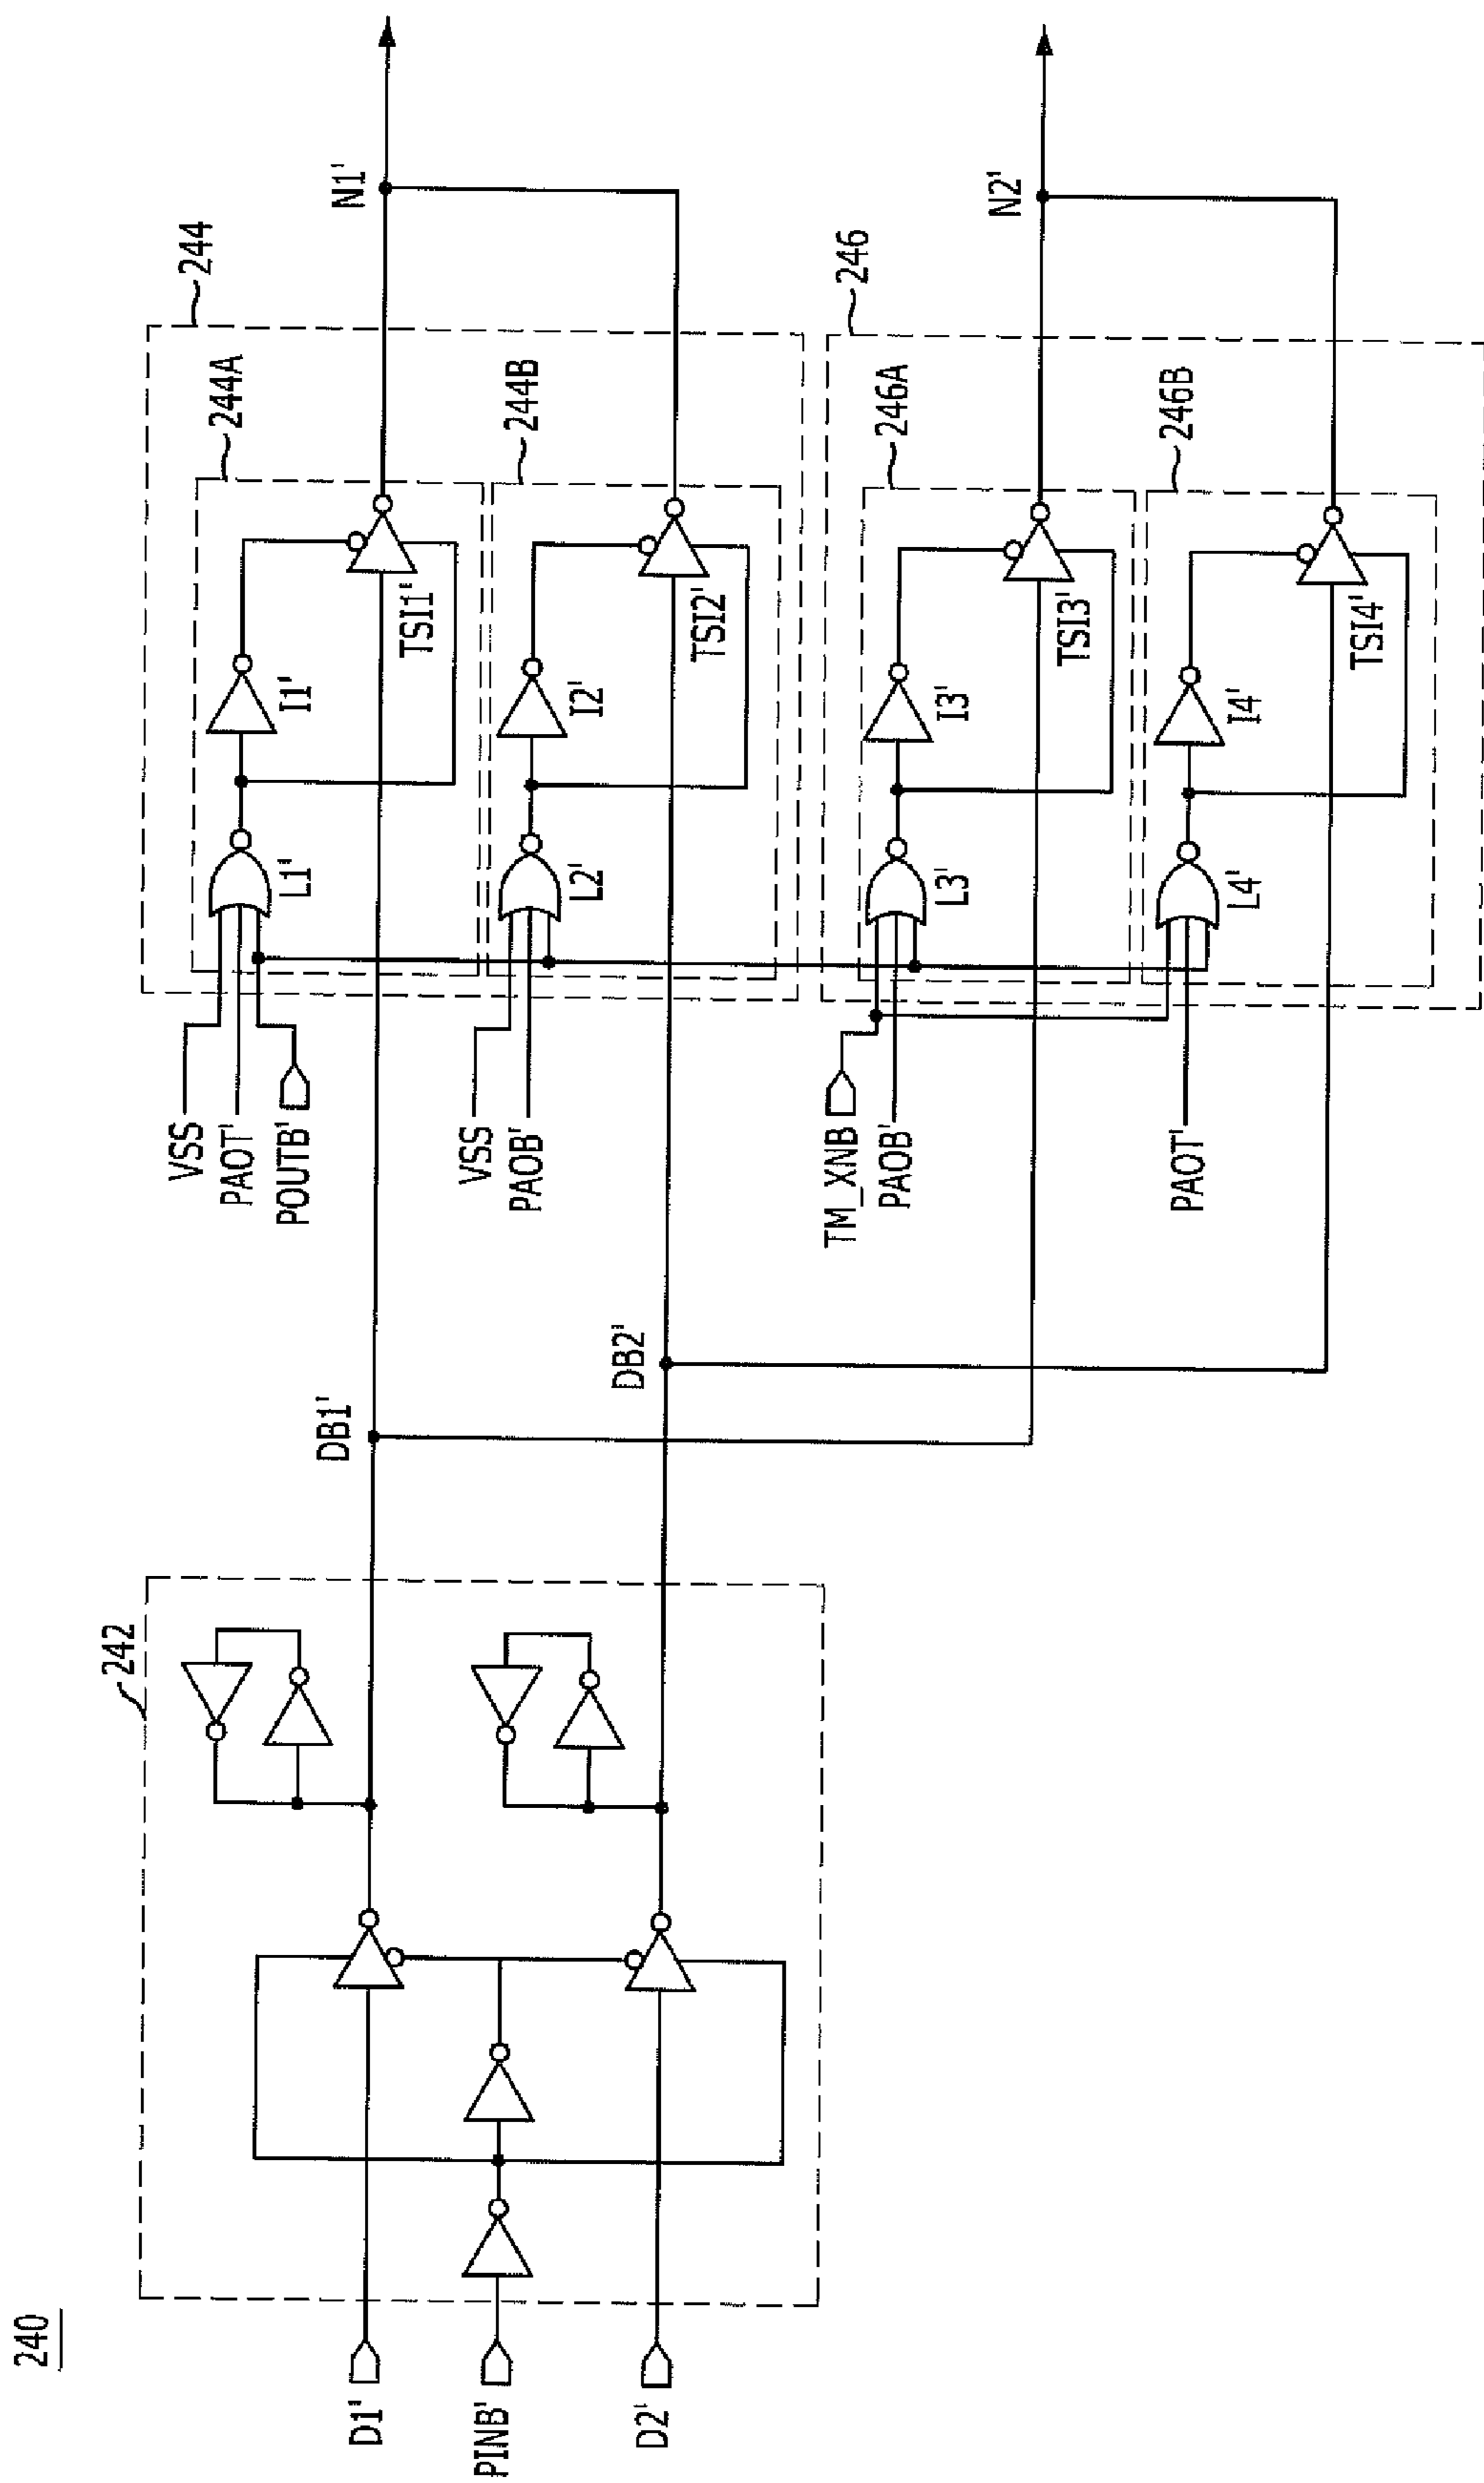 240
D1'
PINB'
D2'
242
DB1'
DB2'
VSS
PAOT'
POUTB'
VSS
PAOB'
TM_XNB
PAOB'
PAOT'
L1'
I1'
TSI1'
244A
244
L2'
I2'
TSI2'
244B
L3'
I3'
TSI3'
246A
246
L4'
I4'
TSI4'
246B
N1'
N2'